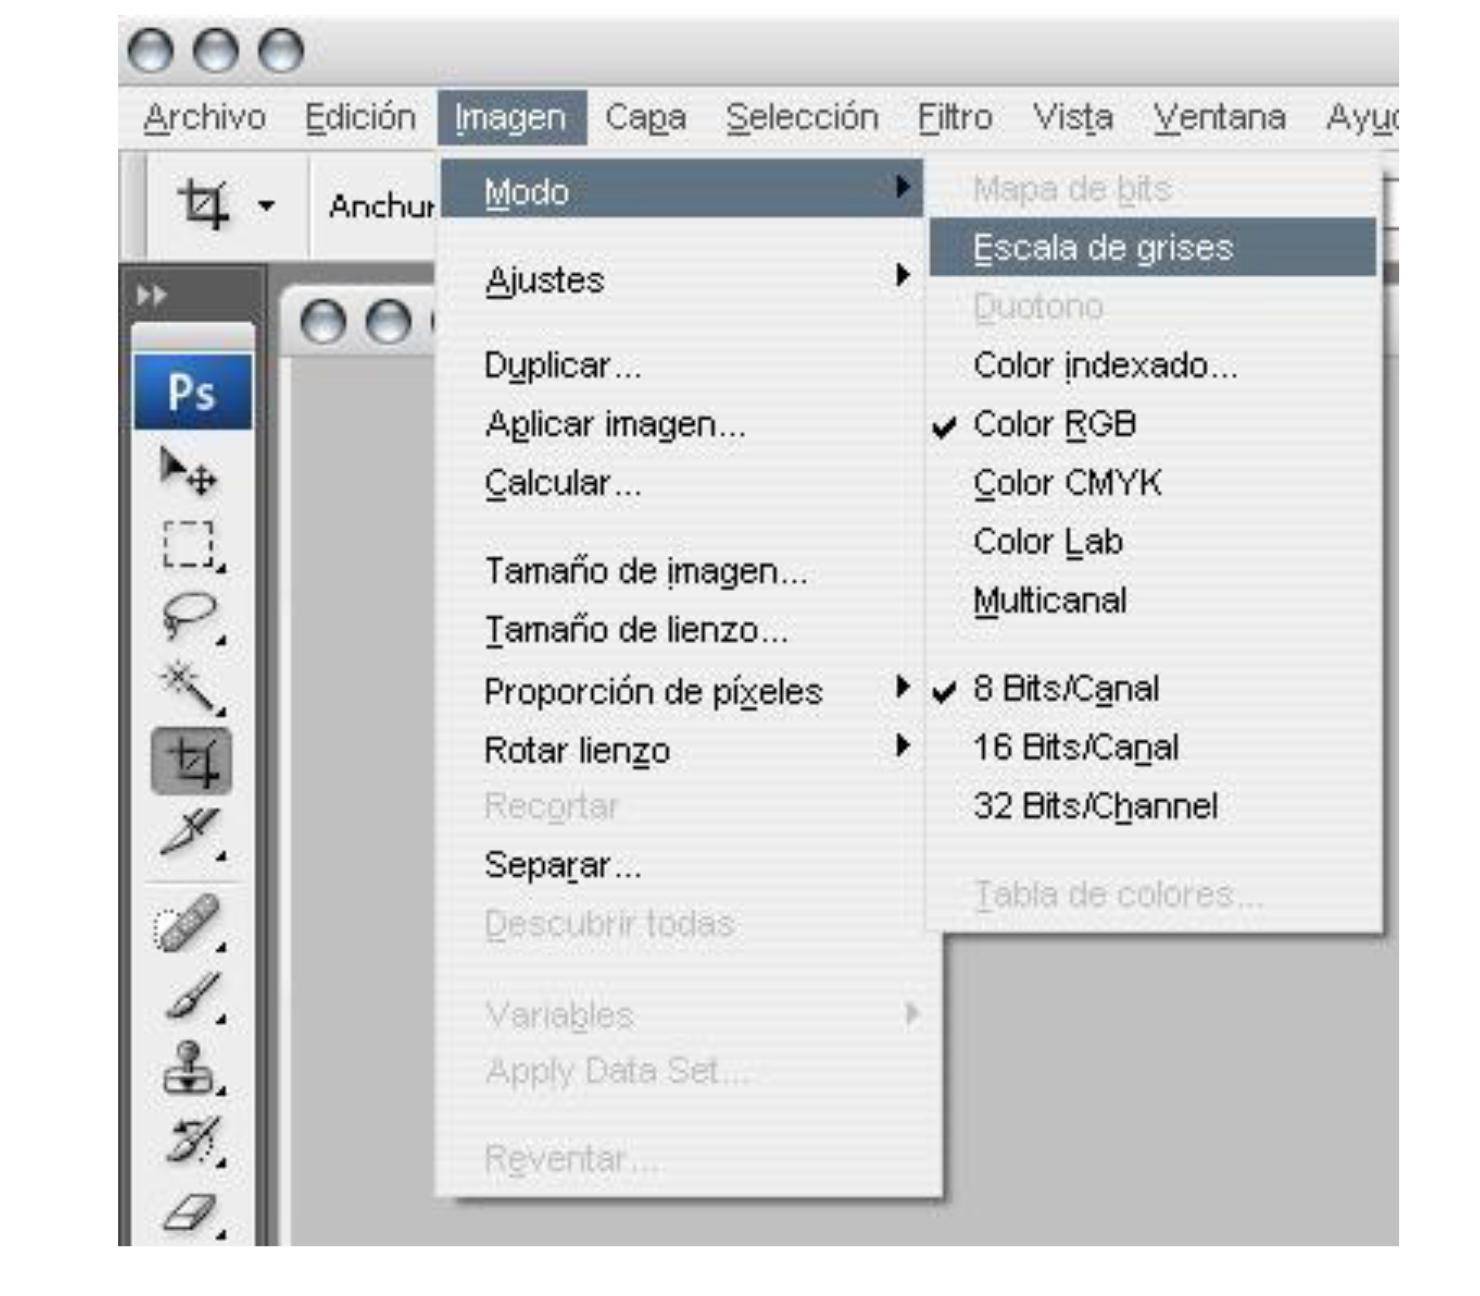 Archivo Edición Imagen Capa Selección Filtro Vista Ventana
Anchur
Ps
Modo
Ajustes
Duplicar...
Aplicar imagen...
Calcular...
Tamaño de imagen...
Tamaño de lienzo...
Proporción de píxeles
Rotar lienzo
Recortar
Separar...
Descubrir todas
Variables
Apply Data Set...
Reventar...
Mapa de bits
Escala de grises
Duotono
Color indexado...
Color RGB
Color CMYK
Color Lab
Multicanal
8 Bits/Canal
16 Bits/Canal
32 Bits/Channel
Tabla de colores...